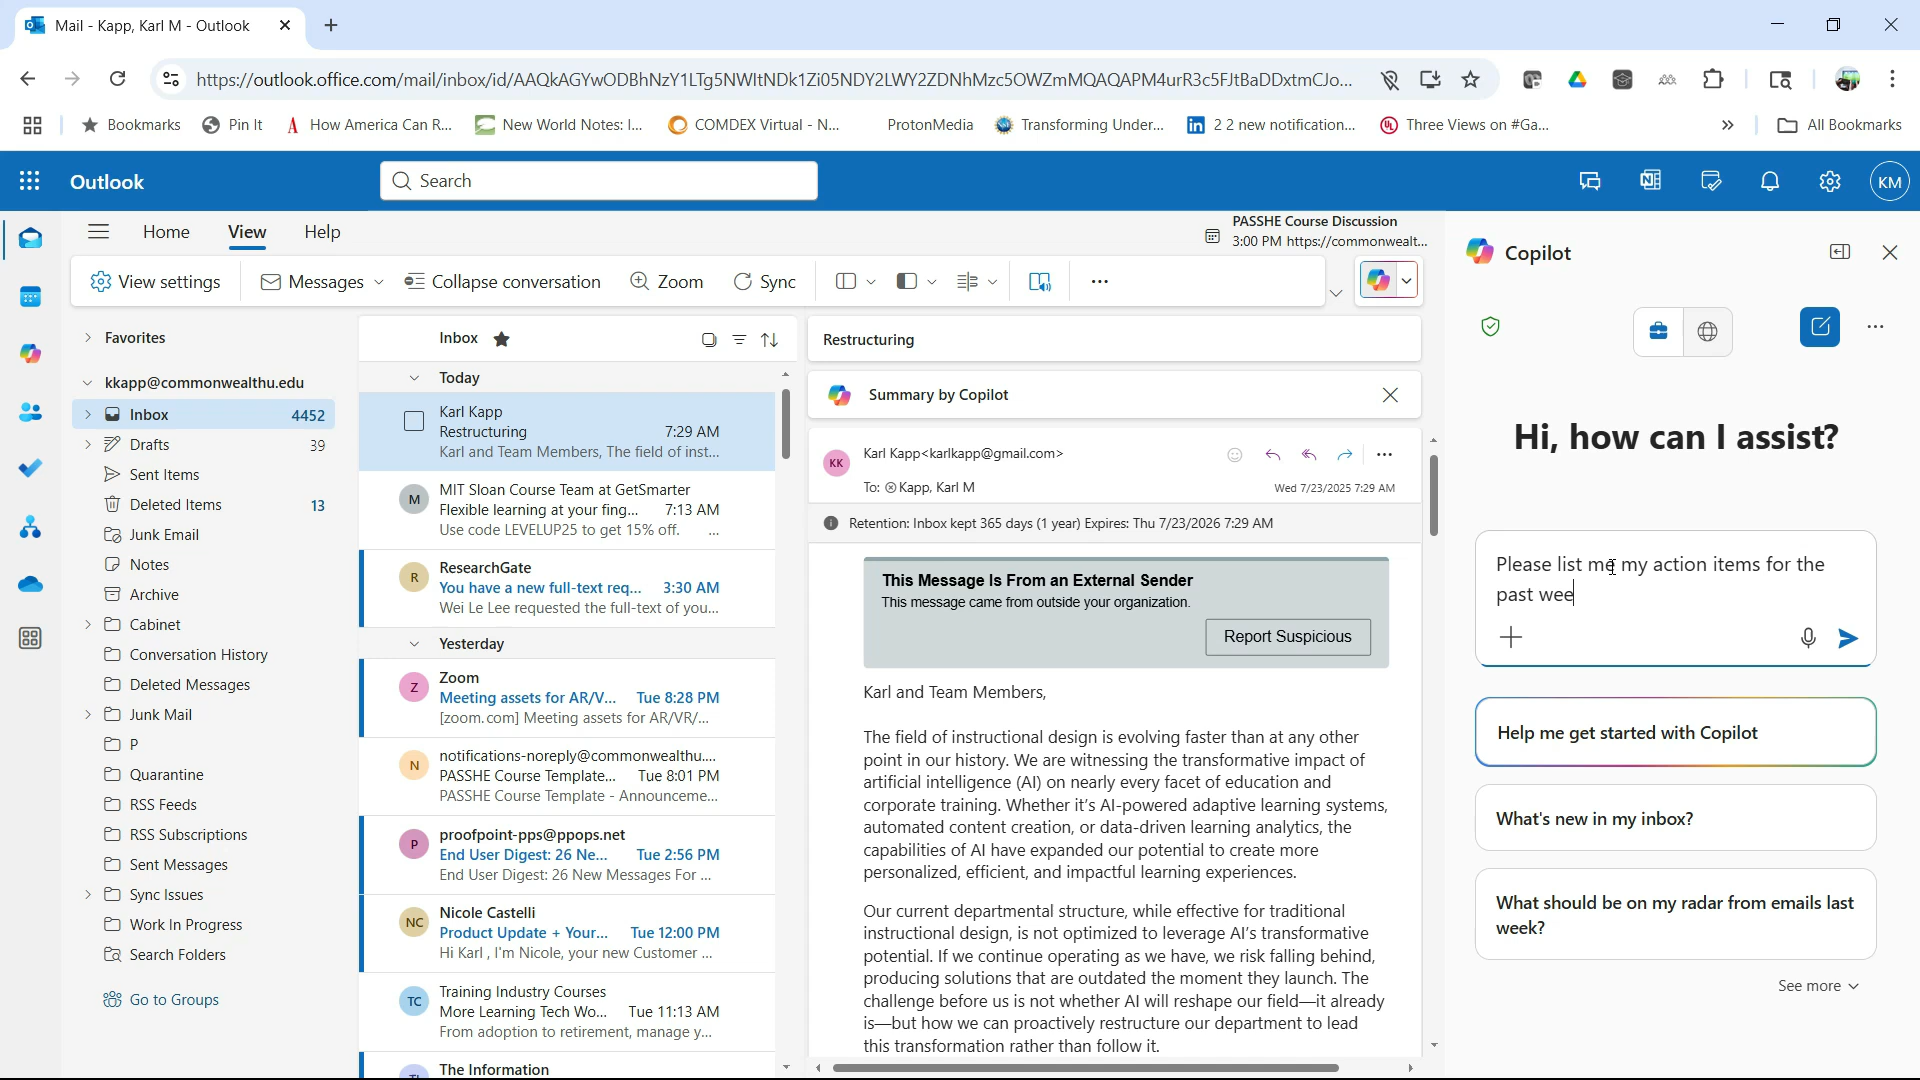 Mail - Kapp, Karl M - Outlook
https://outlook.office.com/mail/inbox/id/AAQkAGYwODBhNzY1LTg5NWItNDk1Zi05NDY2LWY2ZDNhMzc5OWZmMQAQAPM4urR3c5FJtBaDDxtmCJo...
Bookmarks
Pin It
How America Can R...
New World Notes: I...
COMDEX Virtual - N...
ProtonMedia
Transforming Under...
2 2 new notification...
Three Views on #Ga...
All Bookmarks
Outlook
Search
KM
Home
View
Help
PASSHE Course Discussion
3:00 PM https://commonwealt...
View settings
Messages
Collapse conversation
Zoom
Sync
Favorites
kkapp@commonwealthu.edu
Inbox 4452
Drafts 39
Sent Items
Deleted Items 13
Junk Email
Notes
Archive
Cabinet
Conversation History
Deleted Messages
Junk Mail
P
Quarantine
RSS Feeds
RSS Subscriptions
Sent Messages
Sync Issues
Work In Progress
Search Folders
Go to Groups
Inbox
Today
Karl Kapp
Restructuring 7:29 AM
Karl and Team Members, The field of inst...
M
MIT Sloan Course Team at GetSmarter
Flexible learning at your fing... 7:13 AM
Use code LEVELUP25 to get 15% off. ...
R
ResearchGate
You have a new full-text req... 3:30 AM
Wei Le Lee requested the full-text of you...
Yesterday
Z
Zoom
Meeting assets for AR/V... Tue 8:28 PM
[zoom.com] Meeting assets for AR/VR/...
N
notifications-noreply@commonwealthu....
PASSHE Course Template... Tue 8:01 PM
PASSHE Course Template - Announceme...
P
proofpoint-pps@ppops.net
End User Digest: 26 Ne... Tue 2:56 PM
End User Digest: 26 New Messages For ...
NC
Nicole Castelli
Product Update + Your... Tue 12:00 PM
Hi Karl , I'm Nicole, your new Customer ...
TC
Training Industry Courses
More Learning Tech Wo... Tue 11:13 AM
From adoption to retirement, manage y...
The Information
Restructuring
Summary by Copilot
KK
Karl Kapp<karlkapp@gmail.com>
To: Kapp, Karl M
Wed 7/23/2025 7:29 AM
Retention: Inbox kept 365 days (1 year) Expires: Thu 7/23/2026 7:29 AM
This Message Is From an External Sender
This message came from outside your organization.
Report Suspicious
Karl and Team Members,
The field of instructional design is evolving faster than at any other
point in our history. We are witnessing the transformative impact of
artificial intelligence (AI) on nearly every facet of education and
corporate training. Whether it's AI-powered adaptive learning systems,
automated content creation, or data-driven learning analytics, the
capabilities of AI have expanded our potential to create more
personalized, efficient, and impactful learning experiences.
Our current departmental structure, while effective for traditional
instructional design, is not optimized to leverage AI's transformative
potential. If we continue operating as we have, we risk falling behind,
producing solutions that are outdated the moment they launch. The
challenge before us is not whether AI will reshape our field—it already
is—but how we can proactively restructure our department to lead
this transformation rather than follow it.
Copilot
Hi, how can I assist?
Please list me my action items for the
past wee
Help me get started with Copilot
What's new in my inbox?
What should be on my radar from emails last
week?
See more